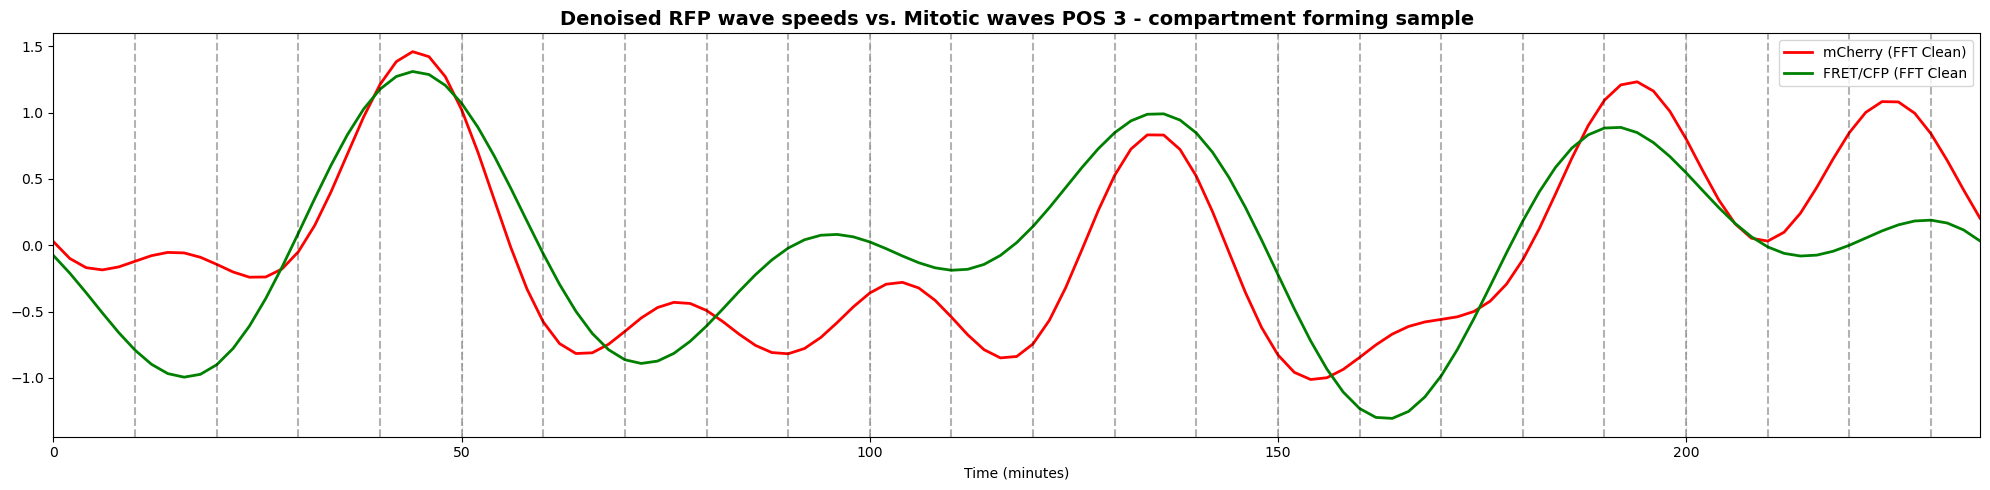 Denoised RFP wave speeds vs. Mitotic waves POS 3 - compartment forming sample
1.5
1.0
0.5
0.0
−0.5
−1.0
mCherry (FFT Clean)
FRET/CFP (FFT Clean
0 50 100 150 200
Time (minutes)